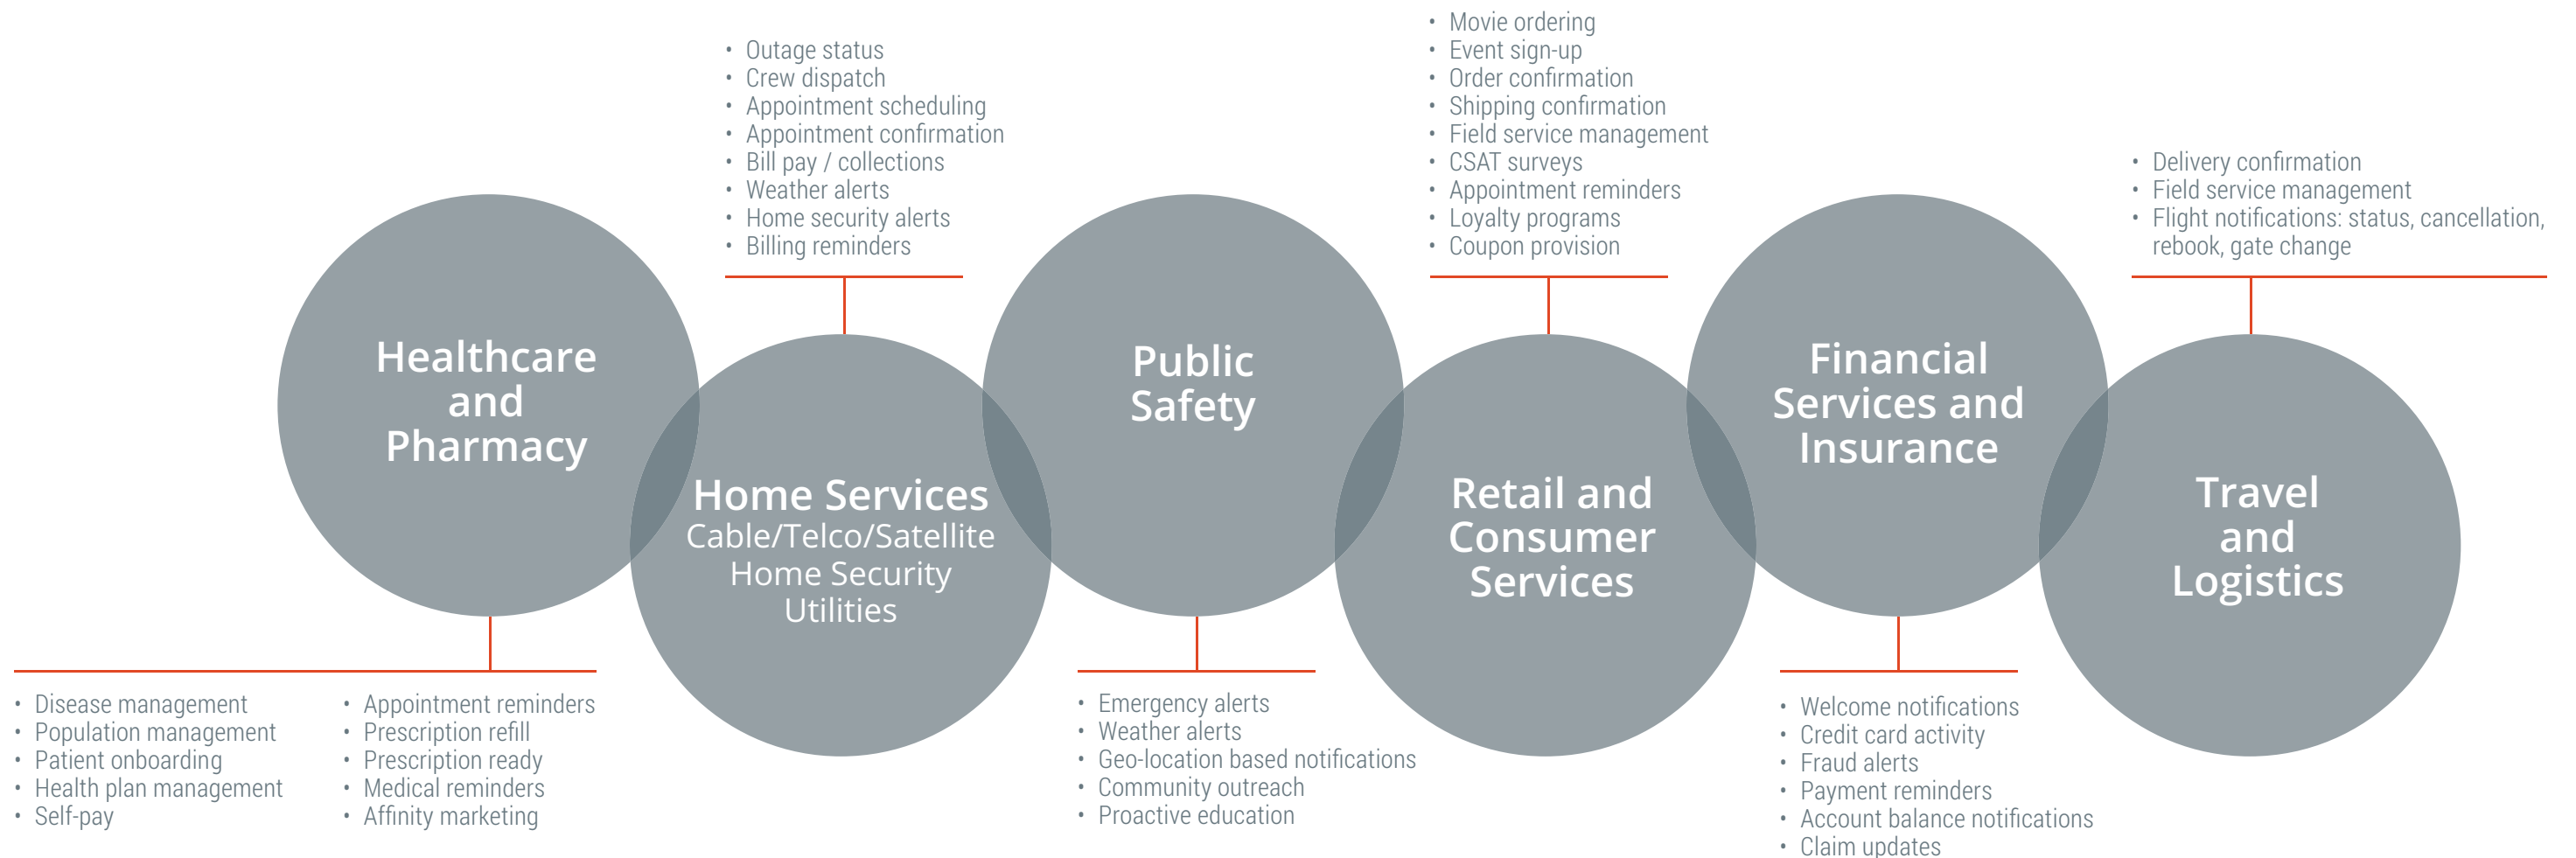 Healthcare
and
Pharmacy
• Disease management
• Population management
• Patient onboarding
• Health plan management
• Self-pay
• Appointment reminders
• Prescription refill
• Prescription ready
• Medical reminders
• Affinity marketing
• Outage status
• Crew dispatch
• Appointment scheduling
• Appointment confirmation
• Bill pay / collections
• Weather alerts
• Home security alerts
• Billing reminders
Home Services
Cable/Telco/Satellite
Home Security
Utilities
Public
Safety
• Emergency alerts
• Weather alerts
• Geo-location based notifications
• Community outreach
• Proactive education
• Movie ordering
• Event sign-up
• Order confirmation
• Shipping confirmation
• Field service management
• CSAT surveys
• Appointment reminders
• Loyalty programs
• Coupon provision
Retail and
Consumer
Services
Financial
Services and
Insurance
• Welcome notifications
• Credit card activity
• Fraud alerts
• Payment reminders
• Account balance notifications
• Claim updates
• Delivery confirmation
• Field service management
• Flight notifications: status, cancellation,
rebook, gate change
Travel
and
Logistics